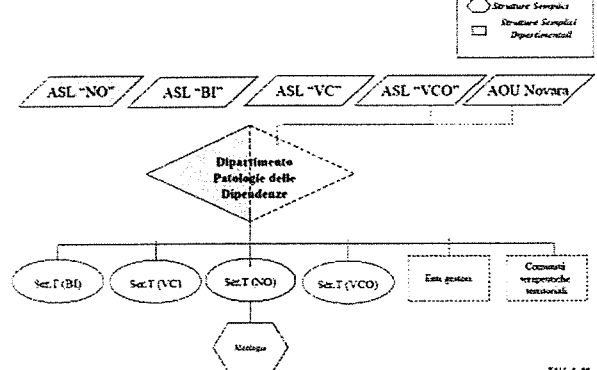 Strutture Semplici
Strutture Semplici
Dipartimentali
ASL “NO”
ASL “BI”
ASL “VC”
ASL “VCO”
AOU Novara
Dipartimento
Patologie delle
Dipendenze
Ser.T (BI)
Ser.T (VC)
Ser.T (NO)
Ser.T (VCO)
Enti gestori
Comunità
terapeutiche
territoriali